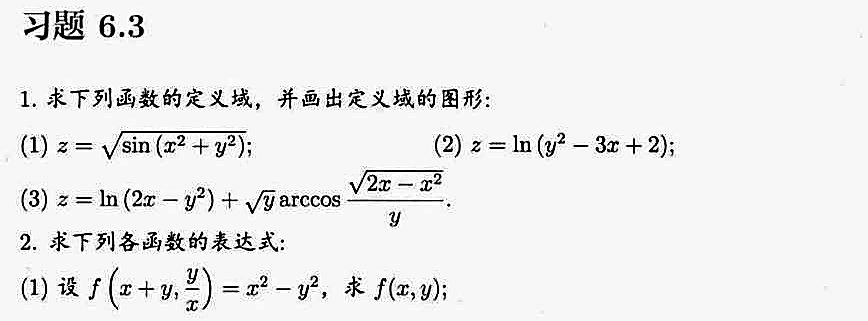 习题 6.3
1. 求下列函数的定义域，并画出定义域的图形:
(1) z = √(sin (x² + y²)); (2) z = ln (y² − 3x + 2);
(3) z = ln (2x − y²) + √y arccos (√(2x − x²))/y.
2. 求下列各函数的表达式:
(1) 设 f (x + y, y/x) = x² − y²，求 f(x, y);